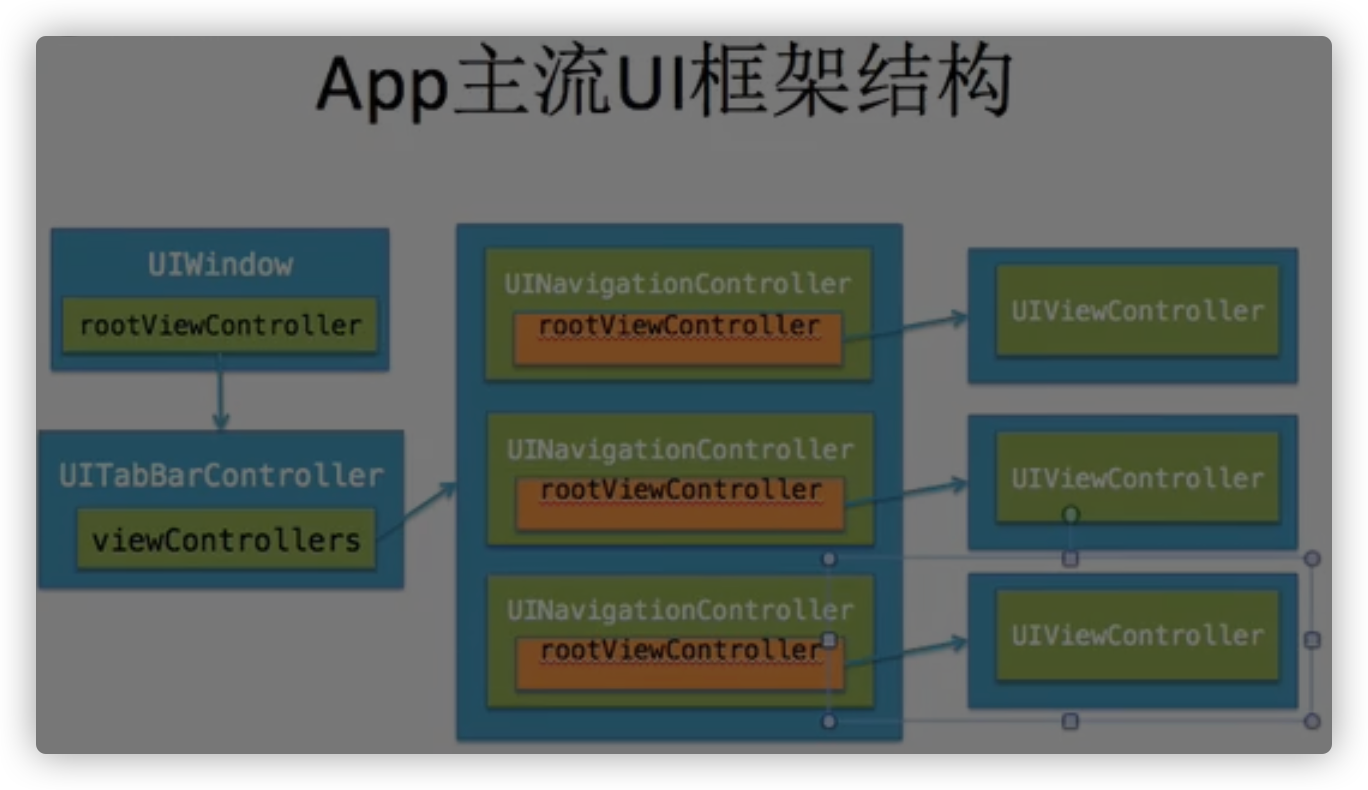 App主流UI框架结构
UIWindow
rootViewController
UITabBarController
viewControllers
UINavigationController
rootViewController
UINavigationController
rootViewController
UINavigationController
rootViewController
UIViewController
UIViewController
UIViewController